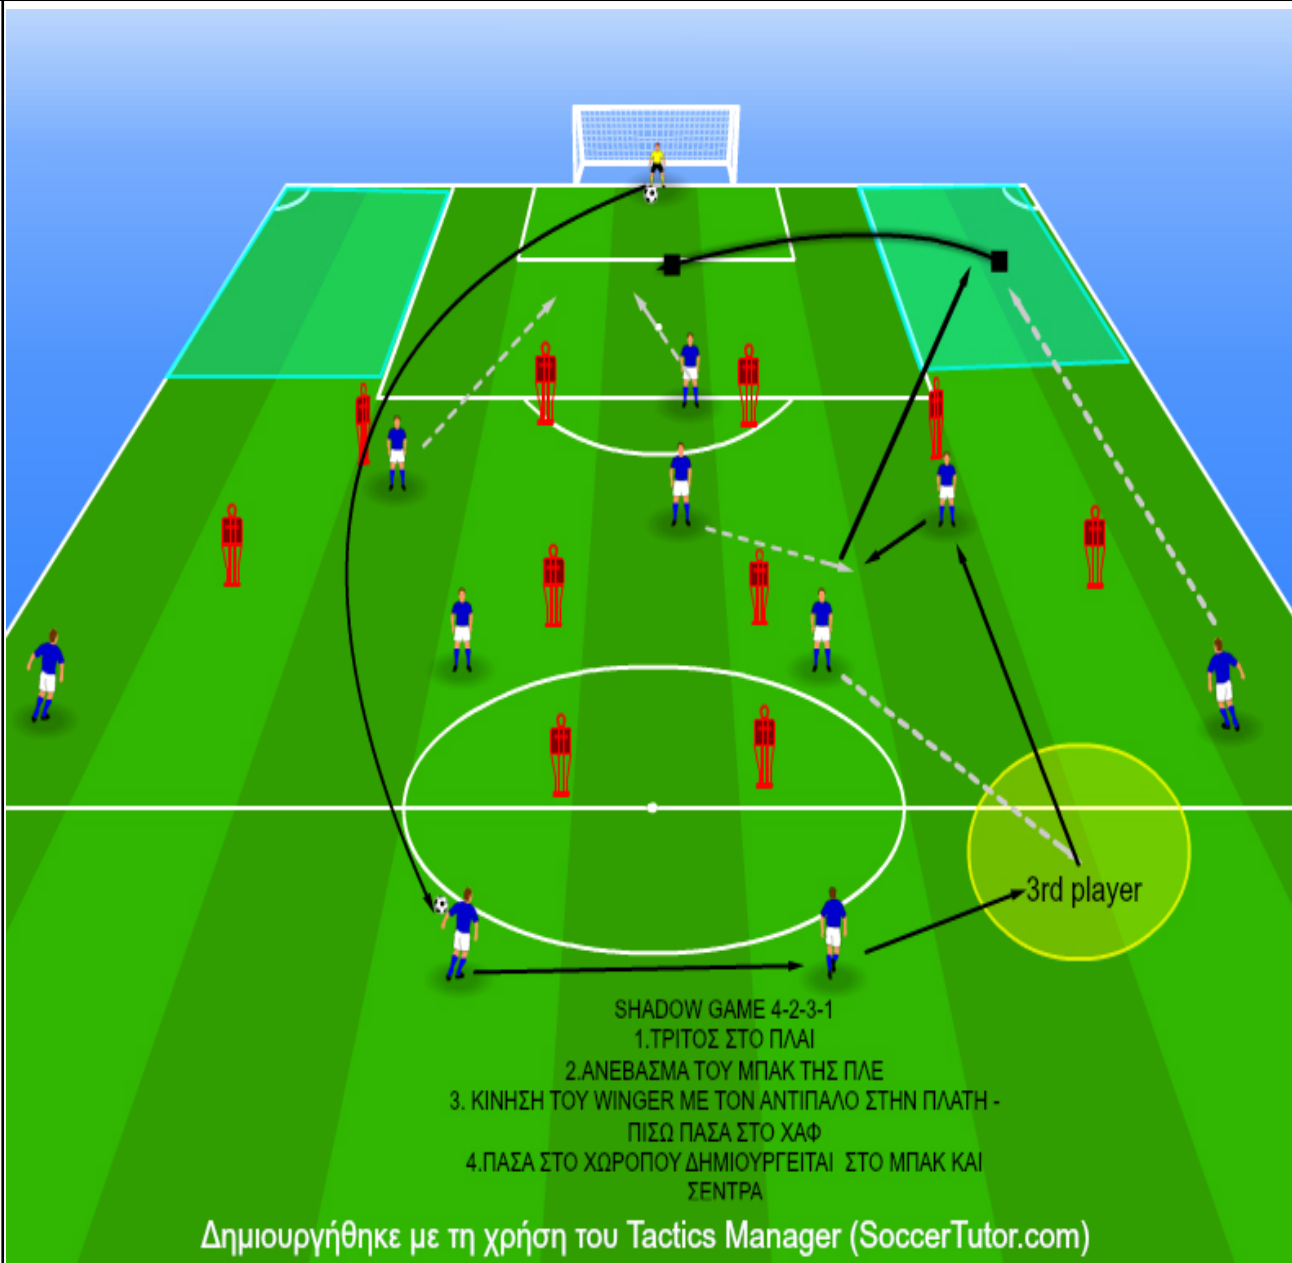 3rd player
SHADOW GAME 4-2-3-1
1.ΤΡΙΤΟΣ ΣΤΟ ΠΛΑΙ
2.ΑΝΕΒΑΣΜΑ ΤΟΥ ΜΠΑΚ ΤΗΣ ΠΛΕ
3. ΚΙΝΗΣΗ ΤΟΥ WINGER ΜΕ ΤΟΝ ΑΝΤΙΠΑΛΟ ΣΤΗΝ ΠΛΑΤΗ -
ΠΙΣΩ ΠΑΣΑ ΣΤΟ ΧΑΦ
4.ΠΑΣΑ ΣΤΟ ΧΩΡΟΠΟΥ ΔΗΜΙΟΥΡΓΕΙΤΑΙ ΣΤΟ ΜΠΑΚ ΚΑΙ
ΣΕΝΤΡΑ
Δημιουργήθηκε με τη χρήση του Tactics Manager (SoccerTutor.com)